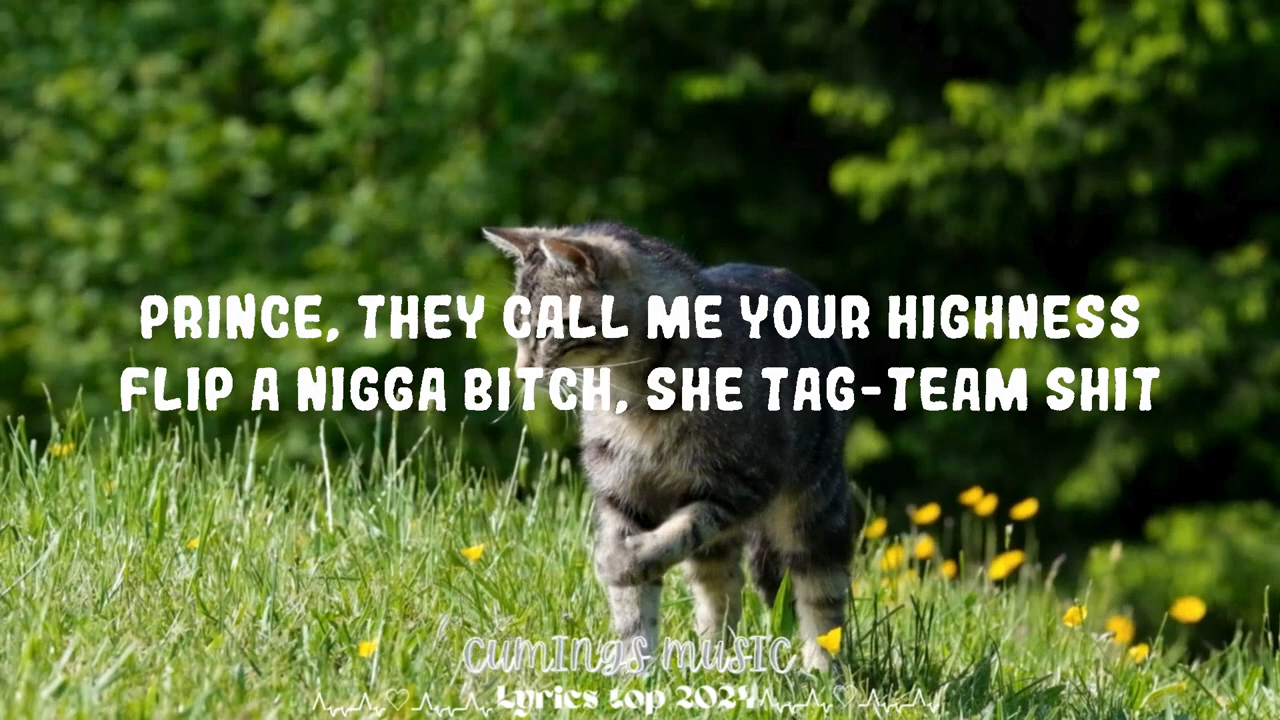 PRINCE, THEY CALL ME YOUR HIGHNESS
FLIP A NIGGA BITCH, SHE TAG-TEAM SHIT
CUMINGS MUSIC
Lyrics top 2024